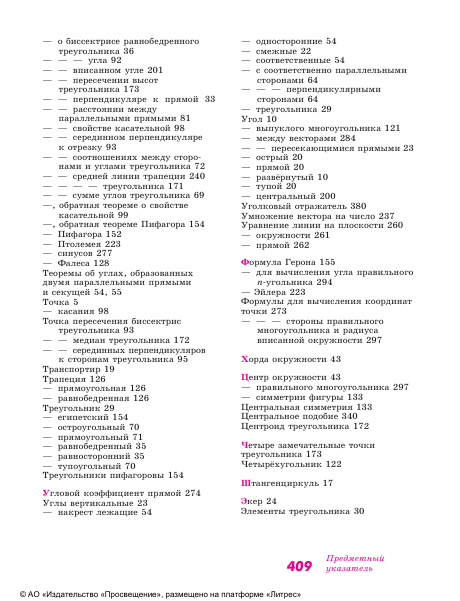 — о биссектрисе равнобедренного
треугольника 36
— — — угла 92
— — вписанном угле 201
— — пересечении высот
треугольника 173
— — перпендикуляре к прямой 33
— — расстоянии между
параллельными прямыми 81
— — свойстве касательной 98
— — серединном перпендикуляре
к отрезку 93
— — соотношениях между сторо-
нами и углами треугольника 72
— — средней линии трапеции 240
— — — — треугольника 171
— — сумме углов треугольника 69
—, обратная теореме о свойстве
касательной 99
—, обратная теореме Пифагора 154
— Пифагора 152
— Птолемея 223
— синусов 277
— Фалеса 128
Теоремы об углах, образованных
двумя параллельными прямыми
и секущей 54, 55
Точка 5
— касания 98
Точка пересечения биссектрис
треугольника 93
— — медиан треугольника 172
— — серединных перпендикуляров
к сторонам треугольника 95
Транспортир 19
Трапеция 126
— прямоугольная 126
— равнобедренная 126
Треугольник 29
— египетский 154
— остроугольный 70
— прямоугольный 71
— равнобедренный 35
— равносторонний 35
— тупоугольный 70
Треугольники пифагоровы 154
Угловой коэффициент прямой 274
Углы вертикальные 23
— накрест лежащие 54
— односторонние 54
— смежные 22
— соответственные 54
— с соответственно параллельными
сторонами 64
— — — перпендикулярными
сторонами 64
— треугольника 29
Угол 10
— выпуклого многоугольника 121
— между векторами 284
— — пересекающимися прямыми 23
— острый 20
— прямой 20
— развёрнутый 10
— тупой 20
— центральный 200
Уголковый отражатель 380
Умножение вектора на число 237
Уравнение линии на плоскости 260
— окружности 261
— прямой 262
Формула Герона 155
— для вычисления угла правильного
n-угольника 294
— Эйлера 223
Формулы для вычисления координат
точки 273
— — — стороны правильного
многоугольника и радиуса
вписанной окружности 297
Хорда окружности 43
Центр окружности 43
— правильного многоугольника 297
— симметрии фигуры 133
Центральная симметрия 133
Центральное подобие 340
Центроид треугольника 172
Четыре замечательные точки
треугольника 173
Четырёхугольник 122
Штангенциркуль 17
Экер 24
Элементы треугольника 30
409
Предметный
указатель
© АО «Издательство «Просвещение», размещено на платформе «Литрес»